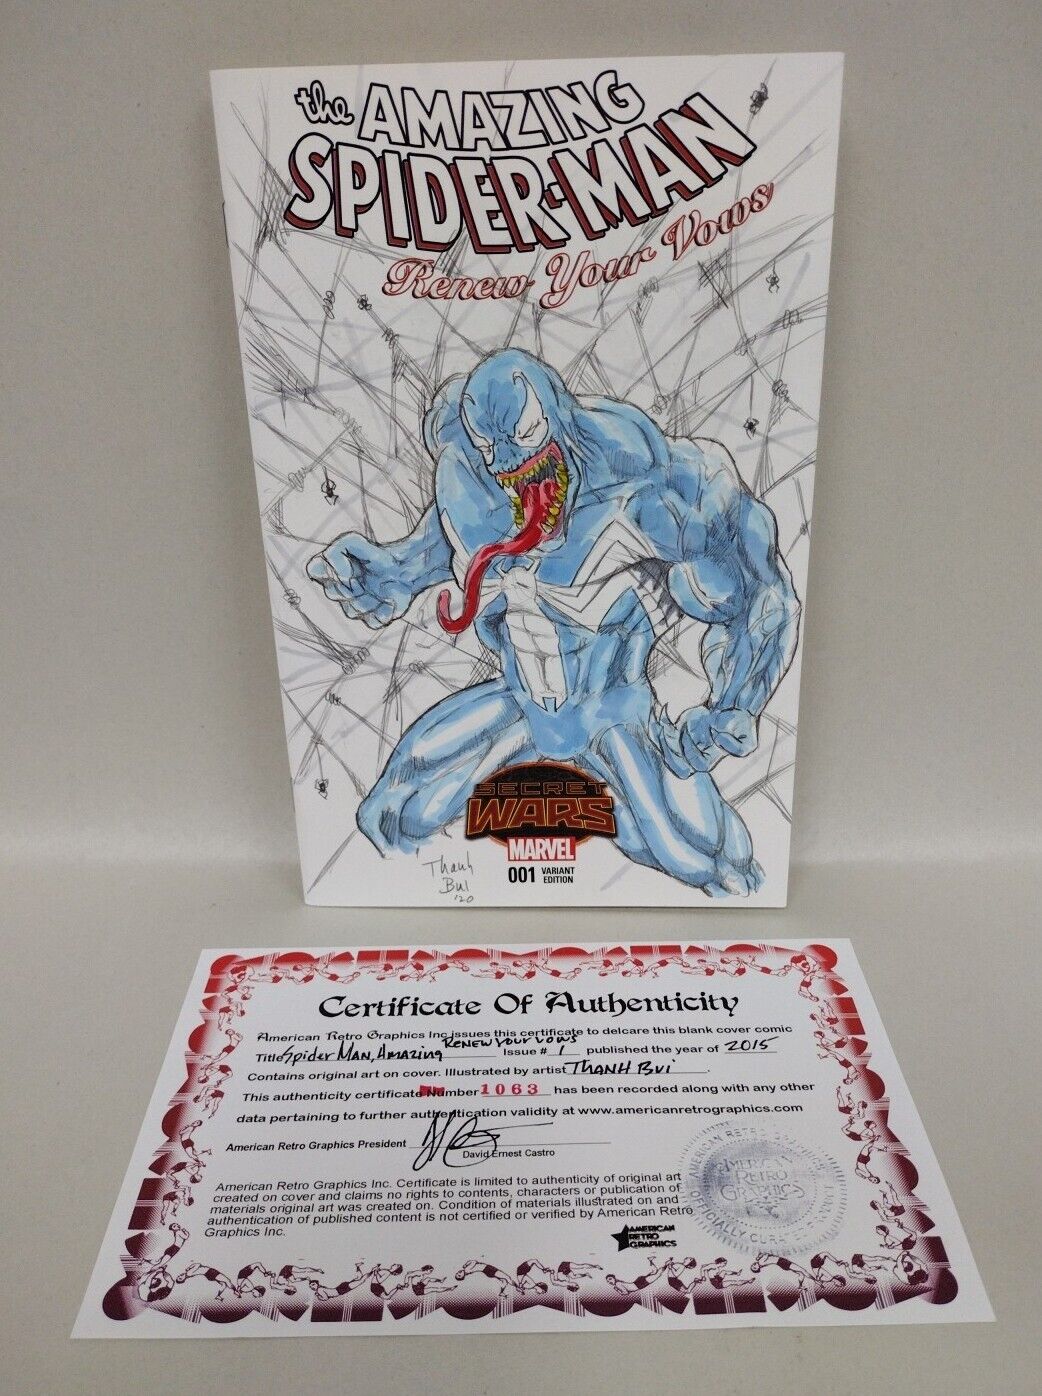 the AMAZING
SPIDER-MAN
Renew Your Vows
SECRET
WARS
MARVEL
001 VARIANT
EDITION
Thanh
Bui
'20
Certificate Of Authenticity
American Retro Graphics Inc issues this certificate to delcare this blank cover comic
Title Spider Man, Amazing RENEW YOUR VOWS Issue # 1 published the year of 2015
Contains original art on cover. Illustrated by artist THANH BUI.
This authenticity certificate Number 1063 has been recorded along with any other
data pertaining to further authentication validity at www.americanretrographics.com
American Retro Graphics President
David Ernest Castro
American Retro Graphics Inc. Certificate is limited to authenticity of original art
created on cover and claims no rights to contents, characters or publication of
materials original art was created on. Condition of materials illustrated on and
authentication of published content is not certified or verified by American Retro
Graphics Inc.
AMERICAN
RETRO
GRAPHICS
AMERICAN
RETRO
GRAPHICS
OFFICIALLY